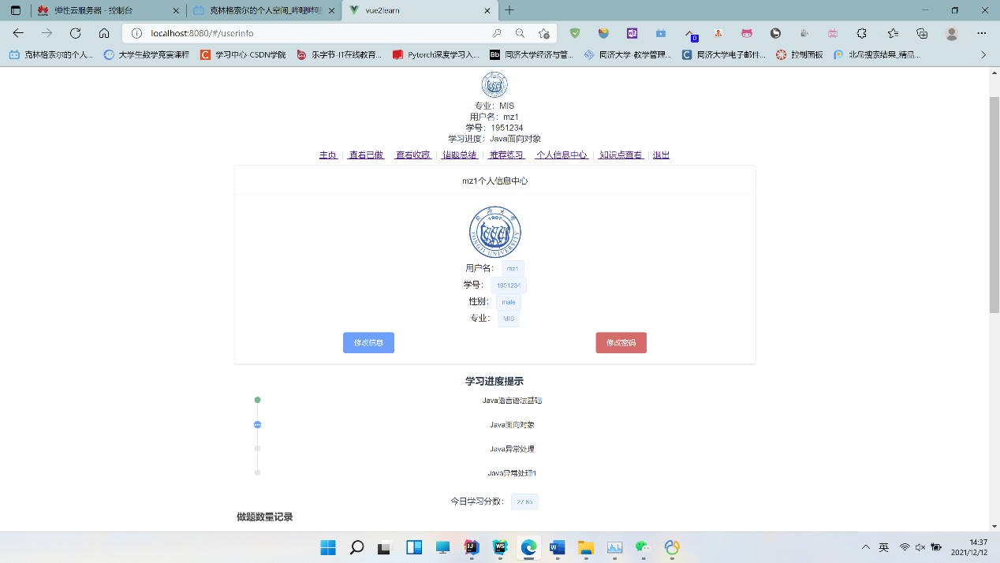 弹性云服务器 - 控制台
克林格索尔的个人空间_哔哩哔哩
vue2learn
localhost:8080/#/userinfo
0
克林格索尔的个人...
大学生数学竞赛课程
学习中心-CSDN学院
乐字节-IT在线教育...
Pytorch深度学习入...
同济大学经济与管...
同济大学-教学管理...
同济大学电子邮件...
控制面板
北岛搜索结果_精品...
专业：MIS
用户名：mz1
学号：1951234
学习进度：Java面向对象
主页 | 查看已做 | 查看收藏 | 错题总结 | 推荐练习 | 个人信息中心 | 知识点查看 | 退出
mz1个人信息中心
1907
TONGJI UNIVERSITY
用户名： mz1
学号： 1951234
性别： male
专业： MIS
修改信息
修改密码
学习进度提示
Java语言语法基础
Java面向对象
Java异常处理
Java异常处理1
今日学习分数：
做题数量记录
英
14:37
2021/12/12